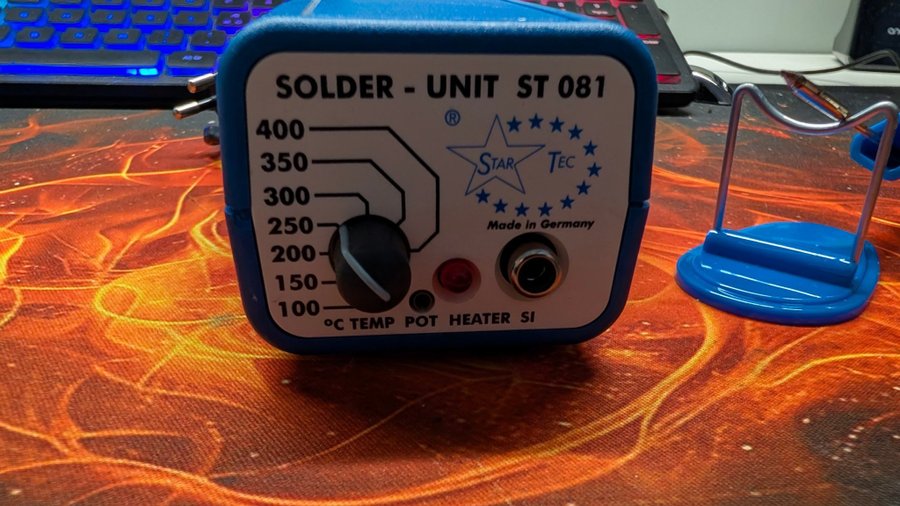 SOLDER - UNIT ST 081
400
®
350
STAR TEC
300
250
Made in Germany
200
150
100
°C TEMP POT HEATER SI